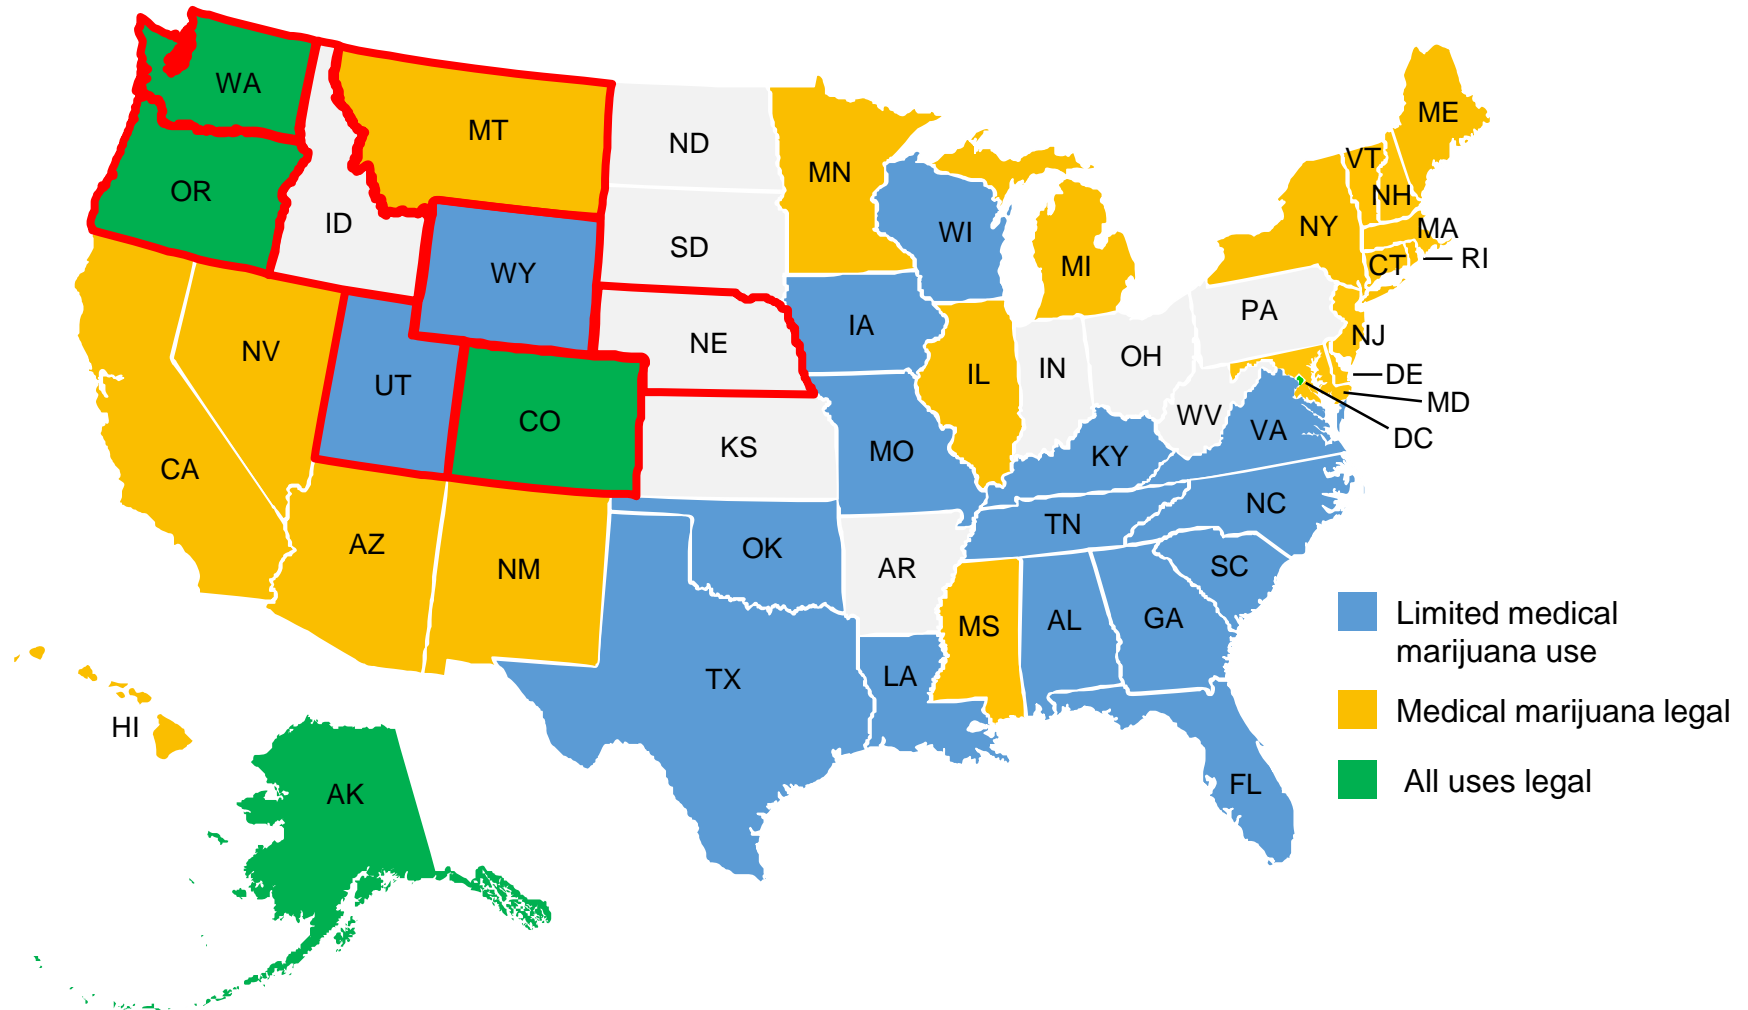 WA
MT
ND
MN
ME
OR
ID
SD
WI
VT
NH
NY
MA
RI
CT
WY
MI
NE
IA
PA
NJ
NV
UT
CO
IL
IN
OH
DE
MD
DC
CA
KS
MO
WV
VA
KY
AZ
NM
OK
AR
TN
NC
SC
MS
AL
GA
TX
LA
FL
HI
AK
Limited medical
marijuana use
Medical marijuana legal
All uses legal